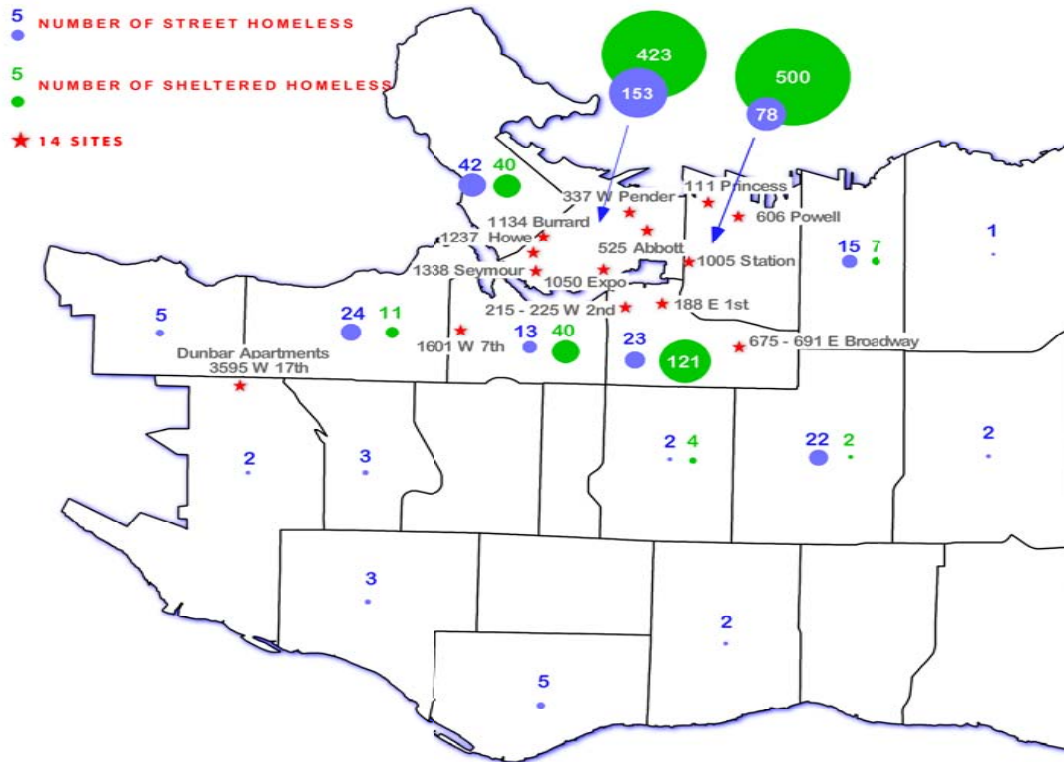 5 NUMBER OF STREET HOMELESS
5 NUMBER OF SHELTERED HOMELESS
14 SITES
423
153
500
78
42 40
337 W Pender
111 Princess
606 Powell
1134 Burrard
1237 Howe
525 Abbott
1005 Station
15 7
1
1338 Seymour
1050 Expo
215 - 225 W 2nd
188 E 1st
5
24 11
1601 W 7th
13 40
23 121
675 - 691 E Broadway
Dunbar Apartments
3595 W 17th
2
3
2 4
22 2
2
3
2
5